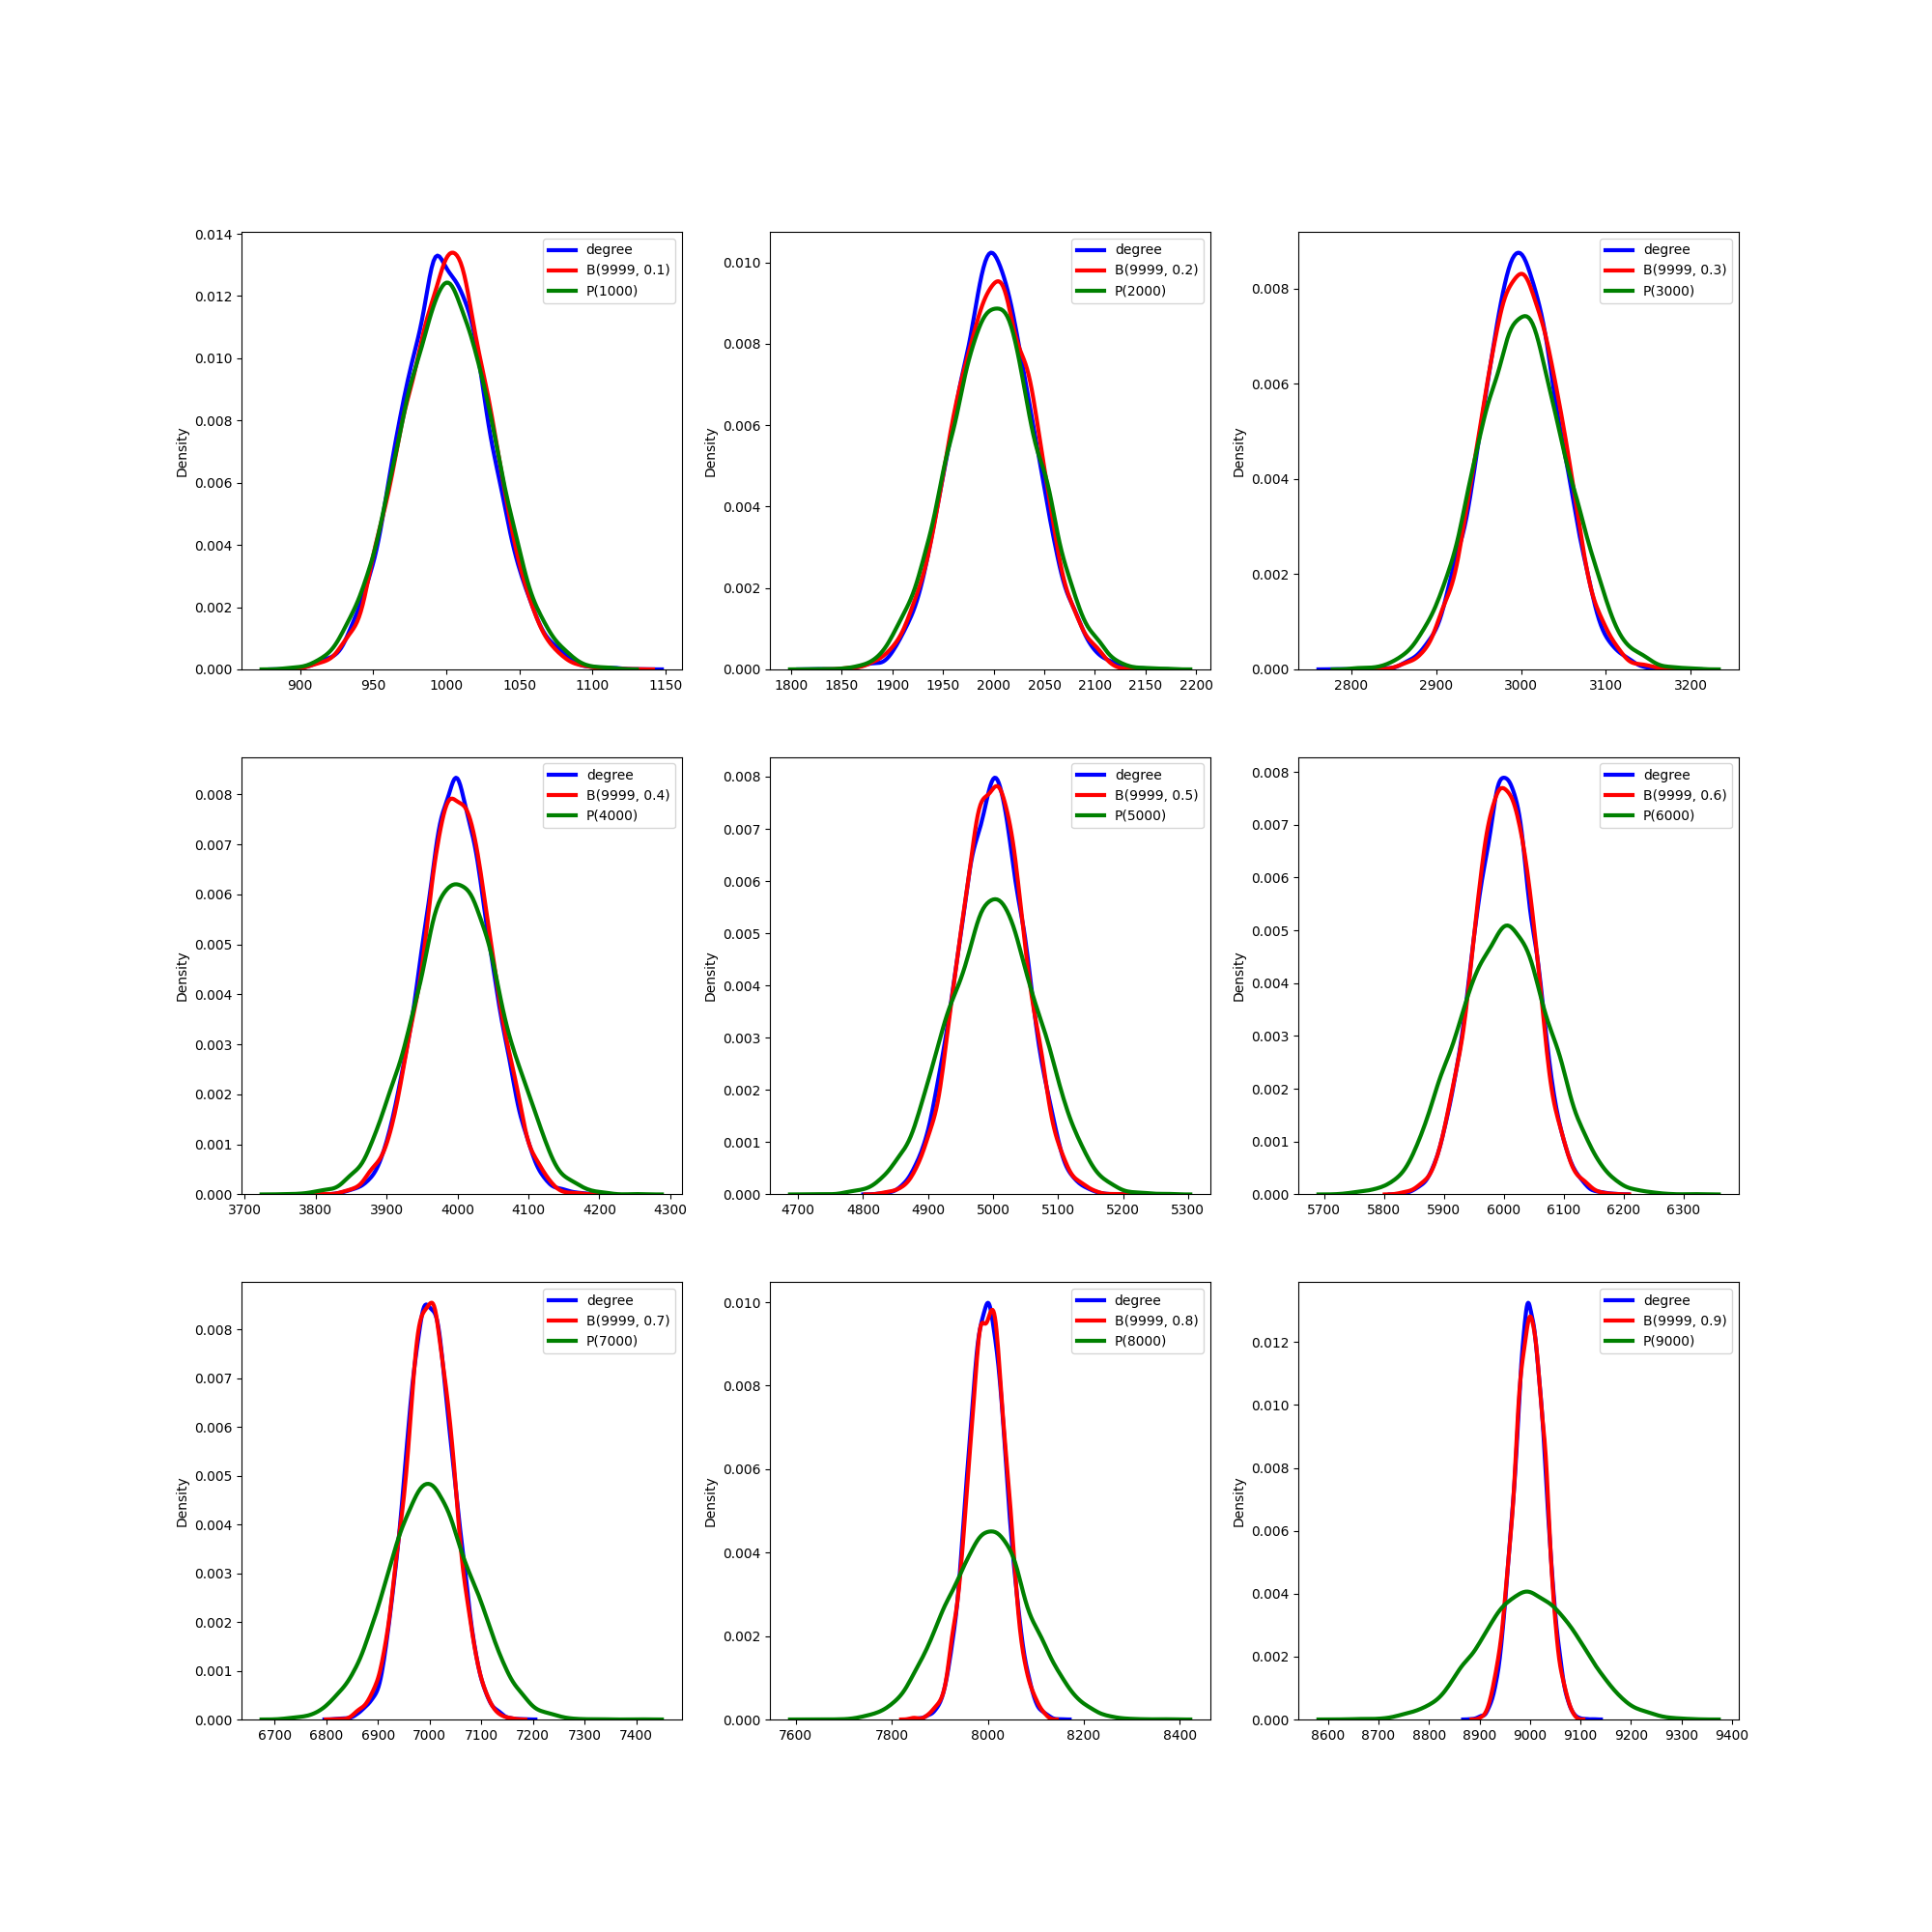 degree
B(9999, 0.1)
P(1000)
Density
0.014
0.012
0.010
0.008
0.006
0.004
0.002
0.000
900 950 1000 1050 1100 1150
degree
B(9999, 0.2)
P(2000)
Density
0.010
0.008
0.006
0.004
0.002
0.000
1800 1850 1900 1950 2000 2050 2100 2150 2200
degree
B(9999, 0.3)
P(3000)
Density
0.008
0.006
0.004
0.002
0.000
2800 2900 3000 3100 3200
degree
B(9999, 0.4)
P(4000)
Density
0.008
0.007
0.006
0.005
0.004
0.003
0.002
0.001
0.000
3700 3800 3900 4000 4100 4200 4300
degree
B(9999, 0.5)
P(5000)
Density
0.008
0.007
0.006
0.005
0.004
0.003
0.002
0.001
0.000
4700 4800 4900 5000 5100 5200 5300
degree
B(9999, 0.6)
P(6000)
Density
0.008
0.007
0.006
0.005
0.004
0.003
0.002
0.001
0.000
5700 5800 5900 6000 6100 6200 6300
degree
B(9999, 0.7)
P(7000)
Density
0.008
0.007
0.006
0.005
0.004
0.003
0.002
0.001
0.000
6700 6800 6900 7000 7100 7200 7300 7400
degree
B(9999, 0.8)
P(8000)
Density
0.010
0.008
0.006
0.004
0.002
0.000
7600 7800 8000 8200 8400
degree
B(9999, 0.9)
P(9000)
Density
0.012
0.010
0.008
0.006
0.004
0.002
0.000
8600 8700 8800 8900 9000 9100 9200 9300 9400